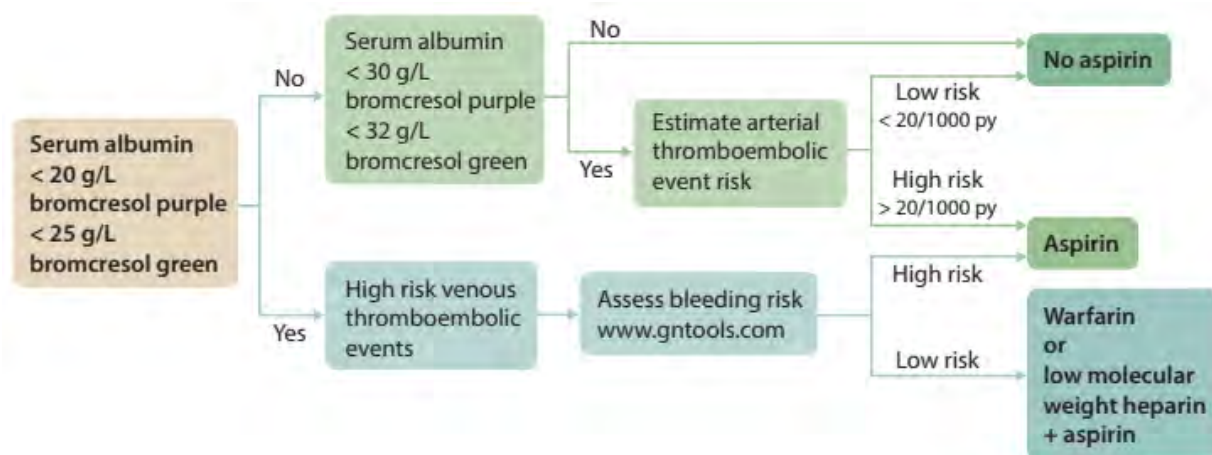 Serum albumin
< 20 g/L
bromcresol purple
< 25 g/L
bromcresol green
No
Yes
Serum albumin
< 30 g/L
bromcresol purple
< 32 g/L
bromcresol green
No
Yes
Estimate arterial
thromboembolic
event risk
Low risk
< 20/1000 py
High risk
> 20/1000 py
No aspirin
Aspirin
High risk venous
thromboembolic
events
Assess bleeding risk
www.gntools.com
High risk
Low risk
Warfarin
or
low molecular
weight heparin
+ aspirin